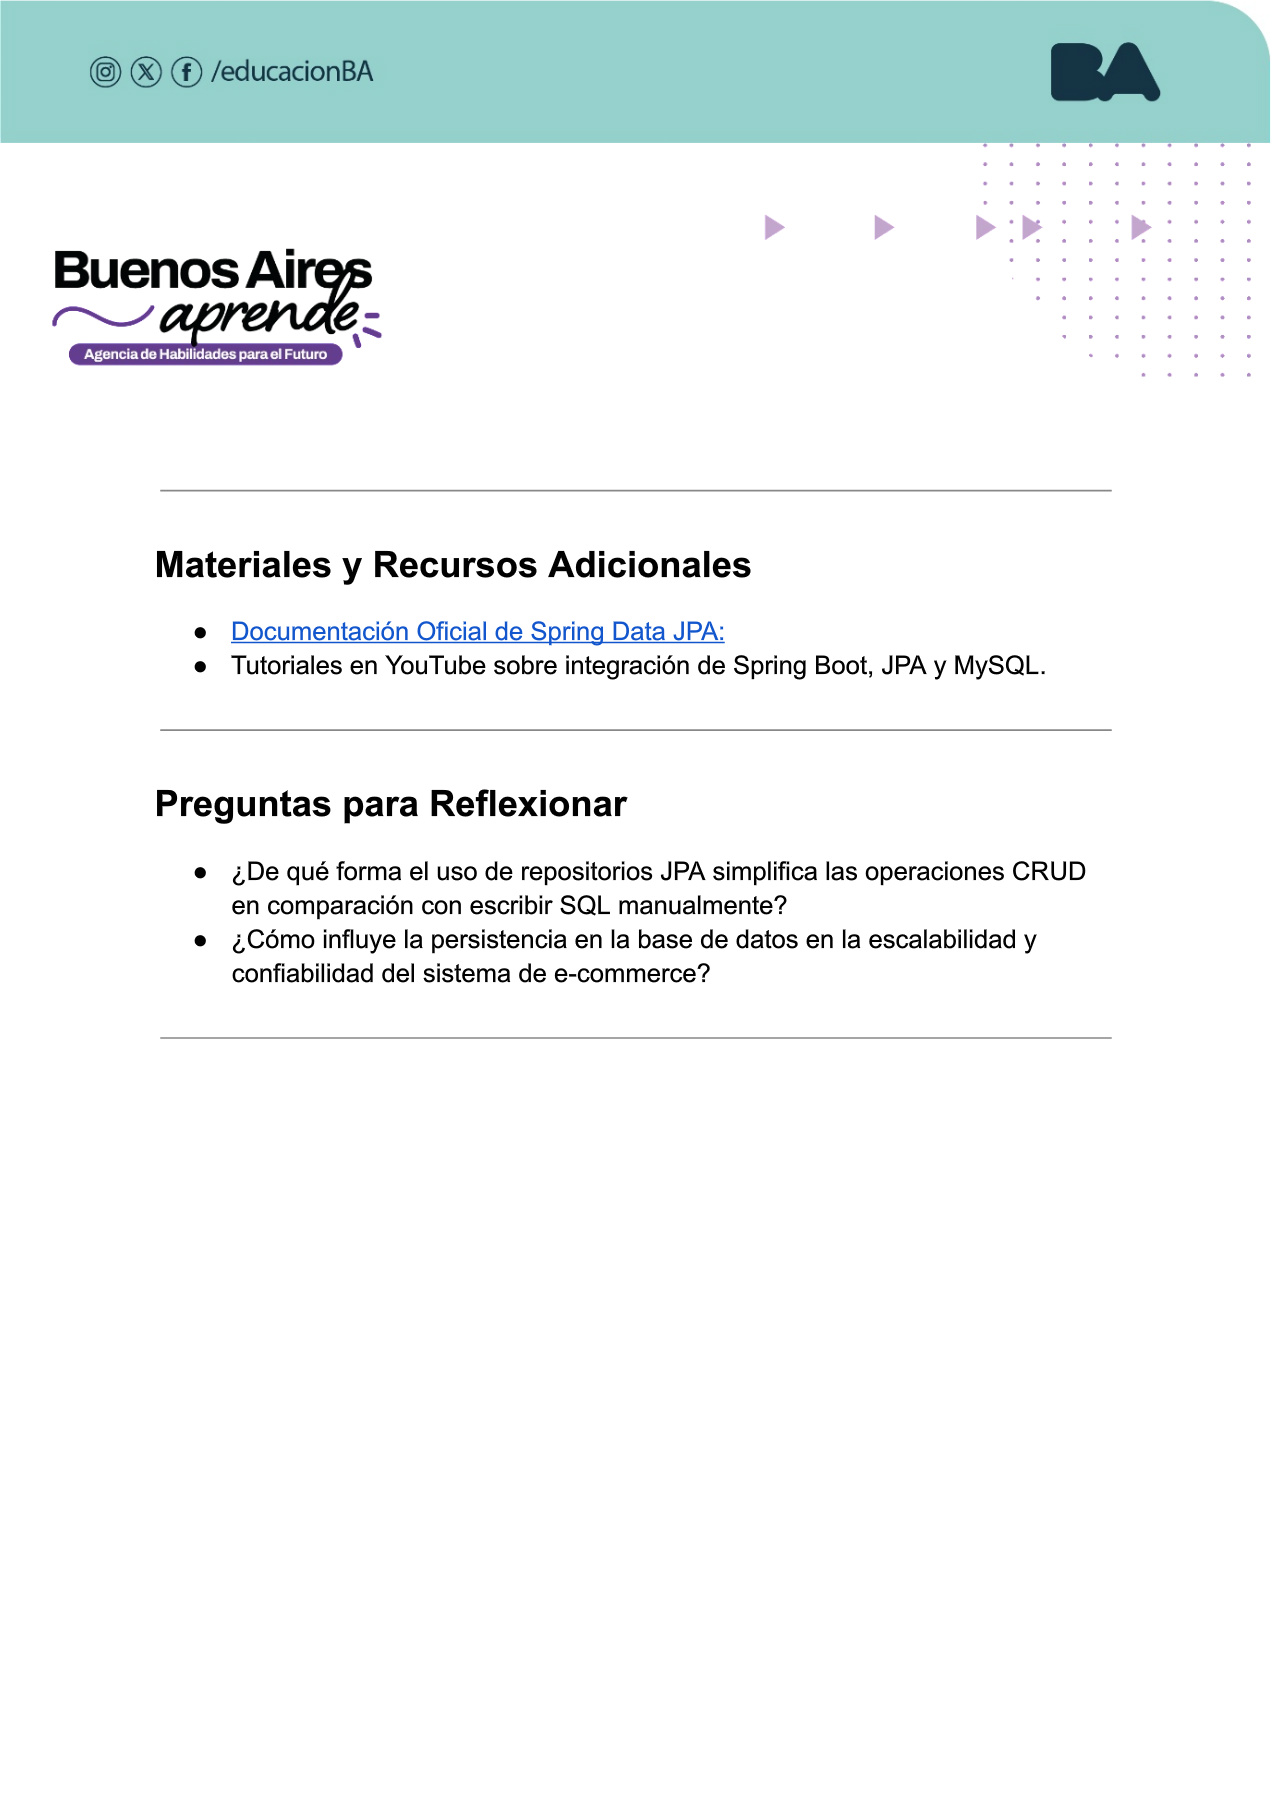 /educacionBA
BA
Buenos Aires
aprende
Agencia de Habilidades para el Futuro
Materiales y Recursos Adicionales
● Documentación Oficial de Spring Data JPA:
● Tutoriales en YouTube sobre integración de Spring Boot, JPA y MySQL.
Preguntas para Reflexionar
● ¿De qué forma el uso de repositorios JPA simplifica las operaciones CRUD
en comparación con escribir SQL manualmente?
● ¿Cómo influye la persistencia en la base de datos en la escalabilidad y
confiabilidad del sistema de e-commerce?